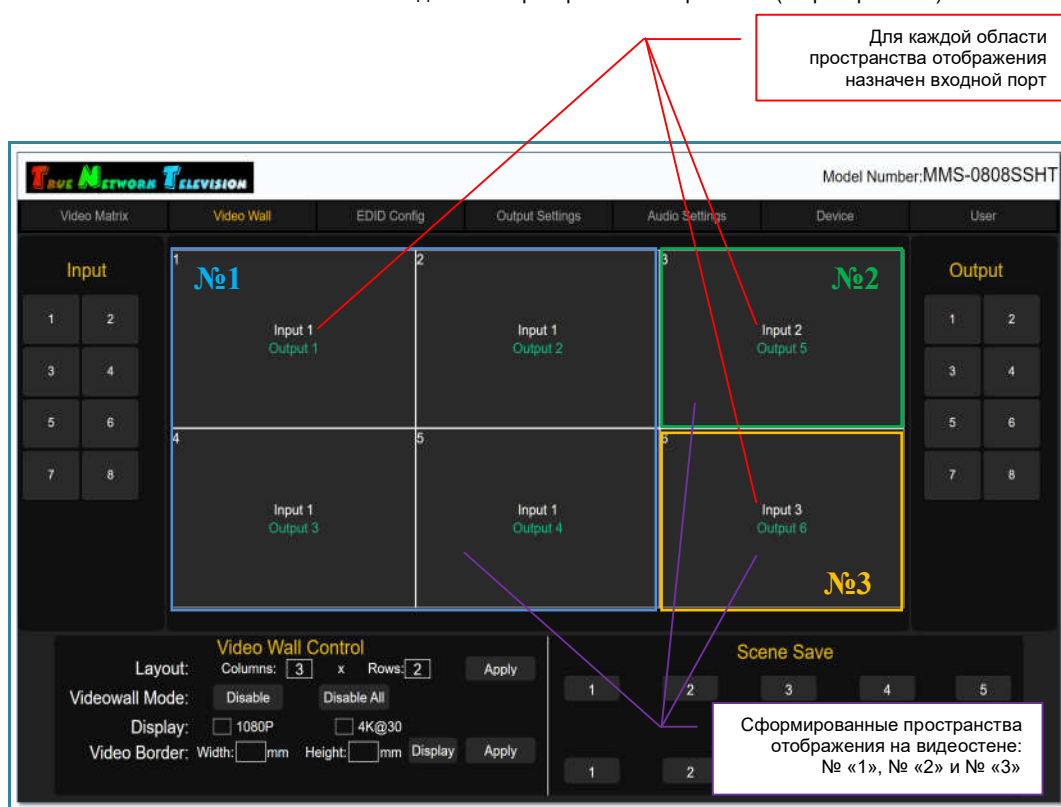 Для каждой области
пространства отображения
назначен входной порт
True Network Television
Model Number:MMS-0808SSHT
Video Matrix Video Wall EDID Config Output Settings Audio Settings Device User
Input
1 2
3 4
5 6
7 8
1 №1
Input 1
Output 1
2
Input 1
Output 2
3 №2
Input 2
Output 5
4
Input 1
Output 3
5
Input 1
Output 4
6
Input 3
Output 6
№3
Output
1 2
3 4
5 6
7 8
Video Wall Control
Layout: Columns: 3 x Rows: 2 Apply
Videowall Mode: Disable Disable All
Display: 1080P 4K@30
Video Border: Width: mm Height: mm Display Apply
Scene Save
1 2 3 4 5
1 2
Сформированные пространства
отображения на видеостене:
№ «1», № «2» и № «3»